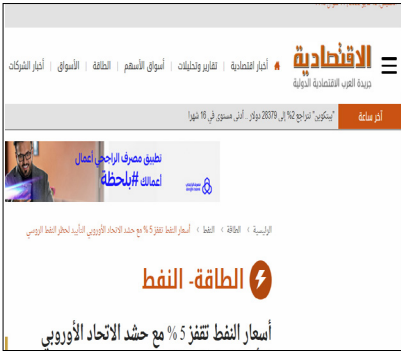 الاقتصادية
جريدة العرب الاقتصادية الدولية
أخبار اقتصادية | تقارير وتحليلات | أسواق الأسهم | الطاقة | الأسواق | أخبار الشركات
آخر ساعة
"بيتكوين" تتراجع 2% إلى 28379 دولار .. أدنى مستوى في 16 شهرا
تطبيق مصرف الراجحي أعمال
أعمالك #بلحظة
الرئيسية > الطاقة > النفط > أسعار النفط تقفز 5 % مع حشد الاتحاد الأوروبي التأييد لحظر النفط الروسي
الطاقة- النفط
أسعار النفط تقفز 5 % مع حشد الاتحاد الأوروبي